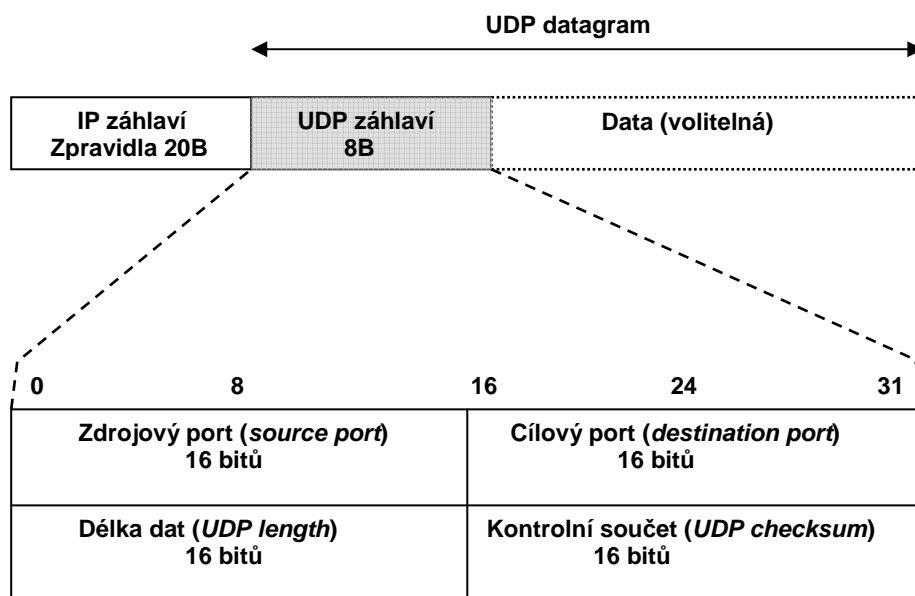 UDP datagram
IP záhlaví
Zpravidla 20B
UDP záhlaví
8B
Data (volitelná)
0 8 16 24 31
Zdrojový port (source port)
16 bitů
Cílový port (destination port)
16 bitů
Délka dat (UDP length)
16 bitů
Kontrolní součet (UDP checksum)
16 bitů